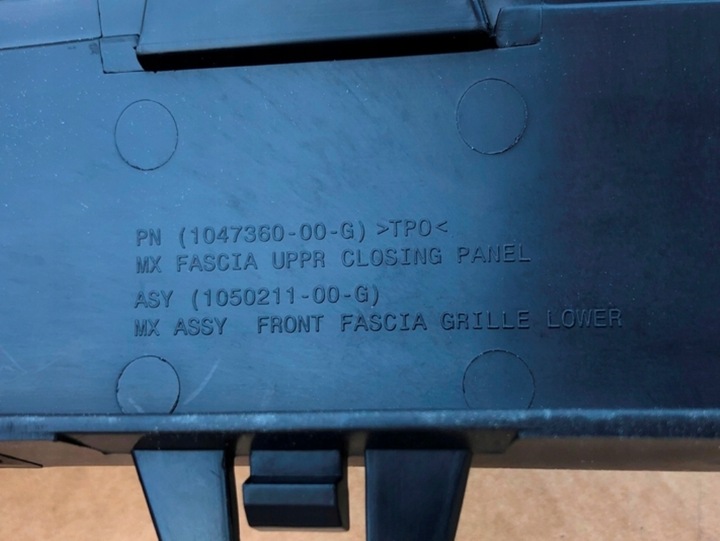 PN (1047360-00-G) >TPO<
MX FASCIA UPPR CLOSING PANEL
ASY (1050211-00-G)
MX ASSY FRONT FASCIA GRILLE LOWER